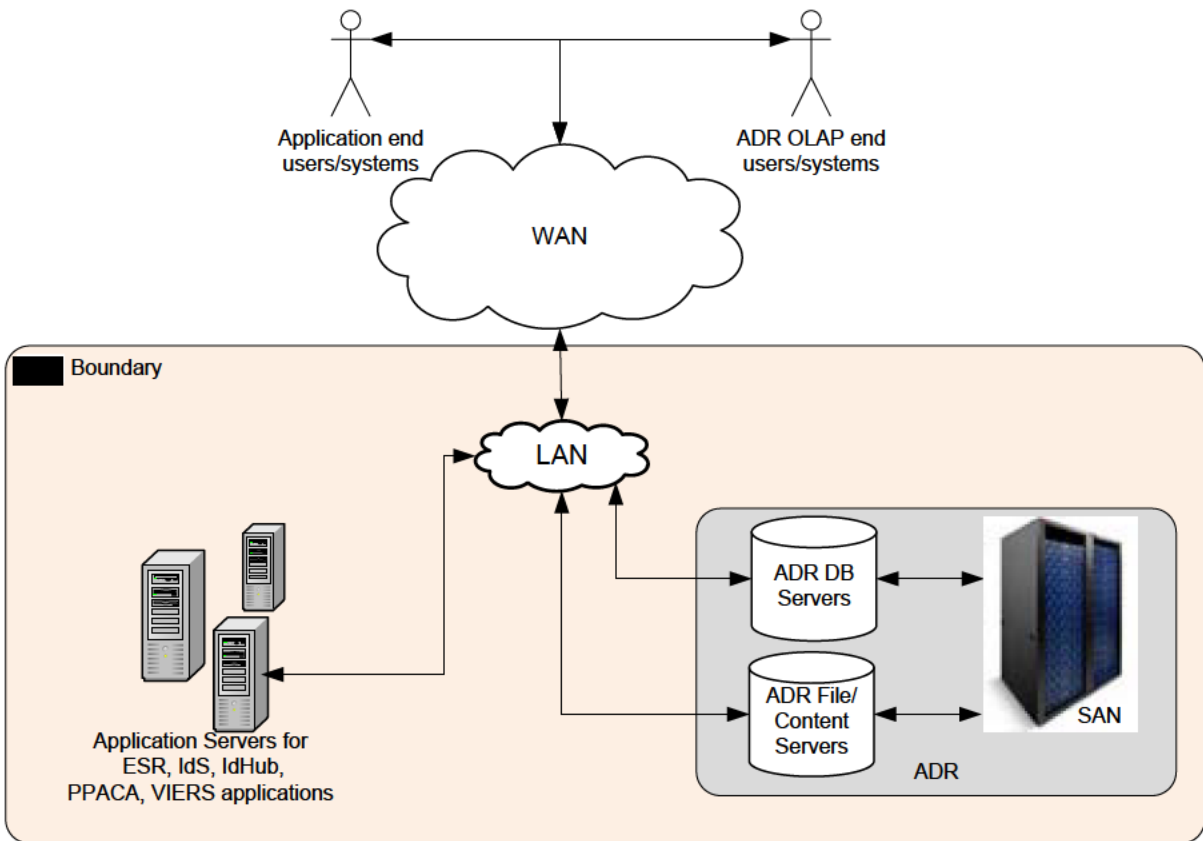 Application end
users/systems
ADR OLAP end
users/systems
WAN
Boundary
LAN
ADR DB
Servers
ADR File/
Content
Servers
SAN
ADR
Application Servers for
ESR, IdS, IdHub,
PPACA, VIERS applications